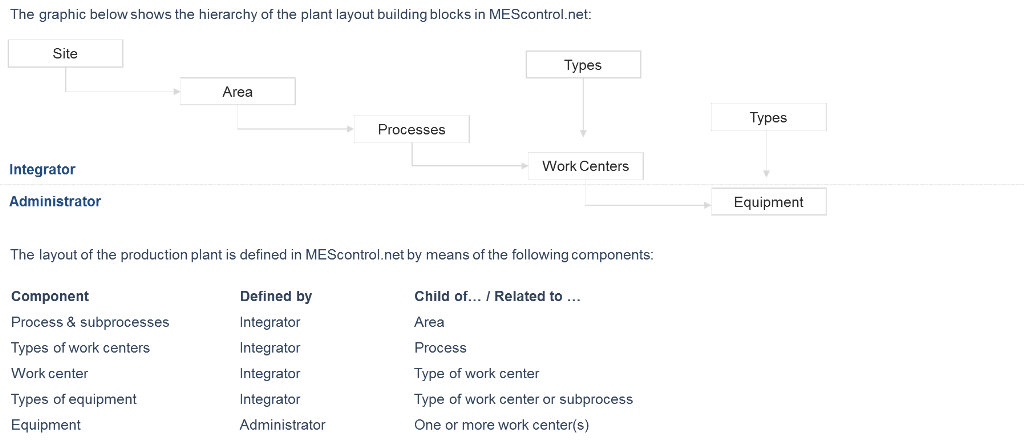 The graphic below shows the hierarchy of the plant layout building blocks in MEScontrol.net:
Site
Types
Area
Types
Processes
Integrator
Work Centers
Administrator
Equipment
The layout of the production plant is defined in MEScontrol.net by means of the following components:
Component Defined by Child of... / Related to ...
Process & subprocesses Integrator Area
Types of work centers Integrator Process
Work center Integrator Type of work center
Types of equipment Integrator Type of work center or subprocess
Equipment Administrator One or more work center(s)